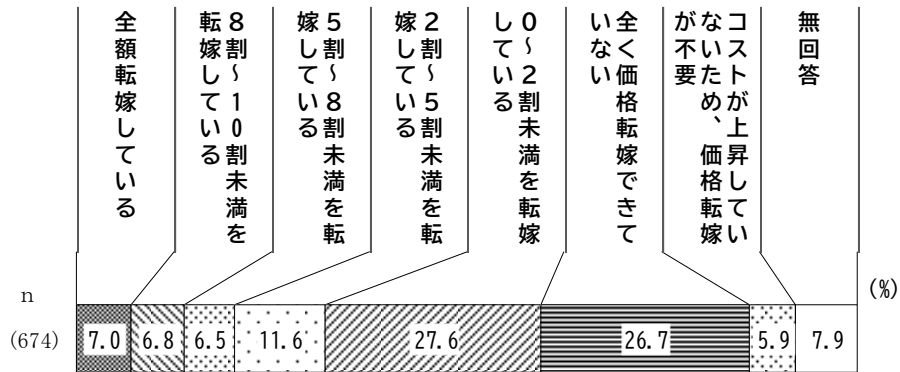 全額転嫁している
８割～１０割未満を
転嫁している
５割～８割未満を転
嫁している
２割～５割未満を転
嫁している
０～２割未満を転嫁
している
全く価格転嫁できて
いない
コストが上昇してい
ないため、価格転嫁
が不要
無回答
(%)
n
(674)
7.0
6.8
6.5
11.6
27.6
26.7
5.9
7.9